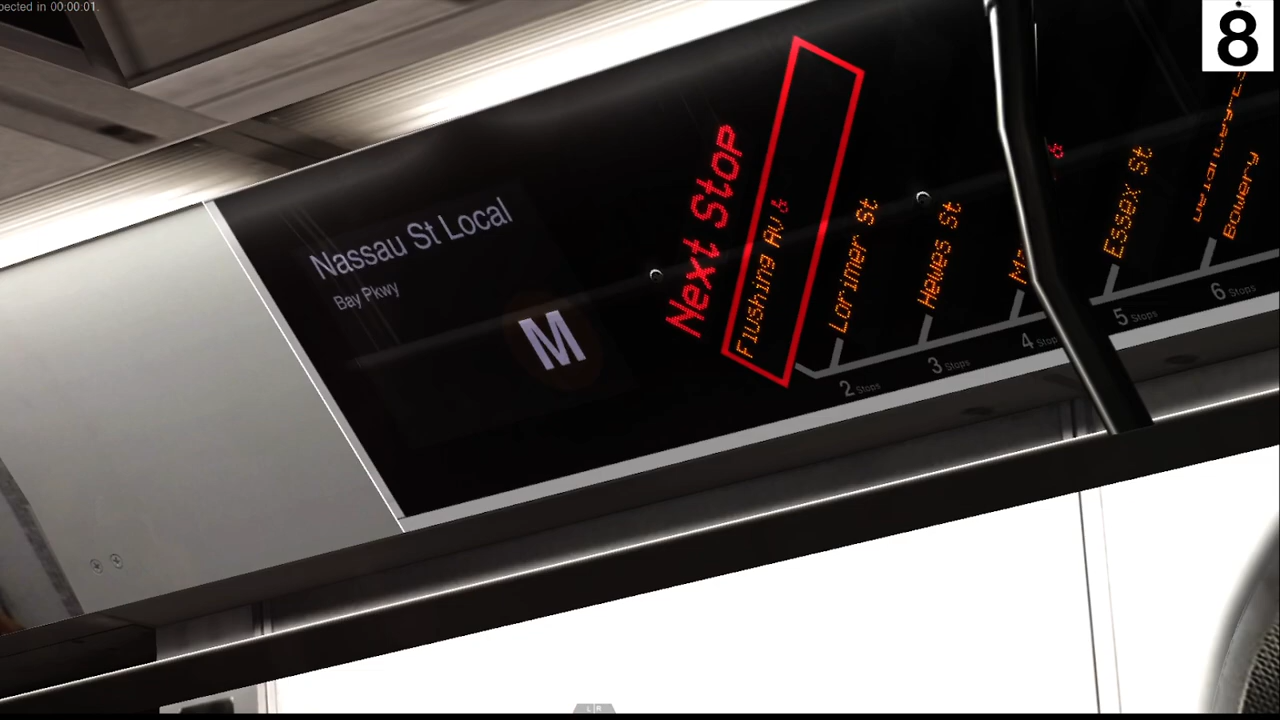 pected in 00:00:01.
8
Nassau St Local
Bay Pkwy
M
Next Stop
Flushing Av
Lorimer St
2 Stops
Hewes St
3 Stops
4 Stops
Essex St
5 Stops
Bowery
6 Stops
L R